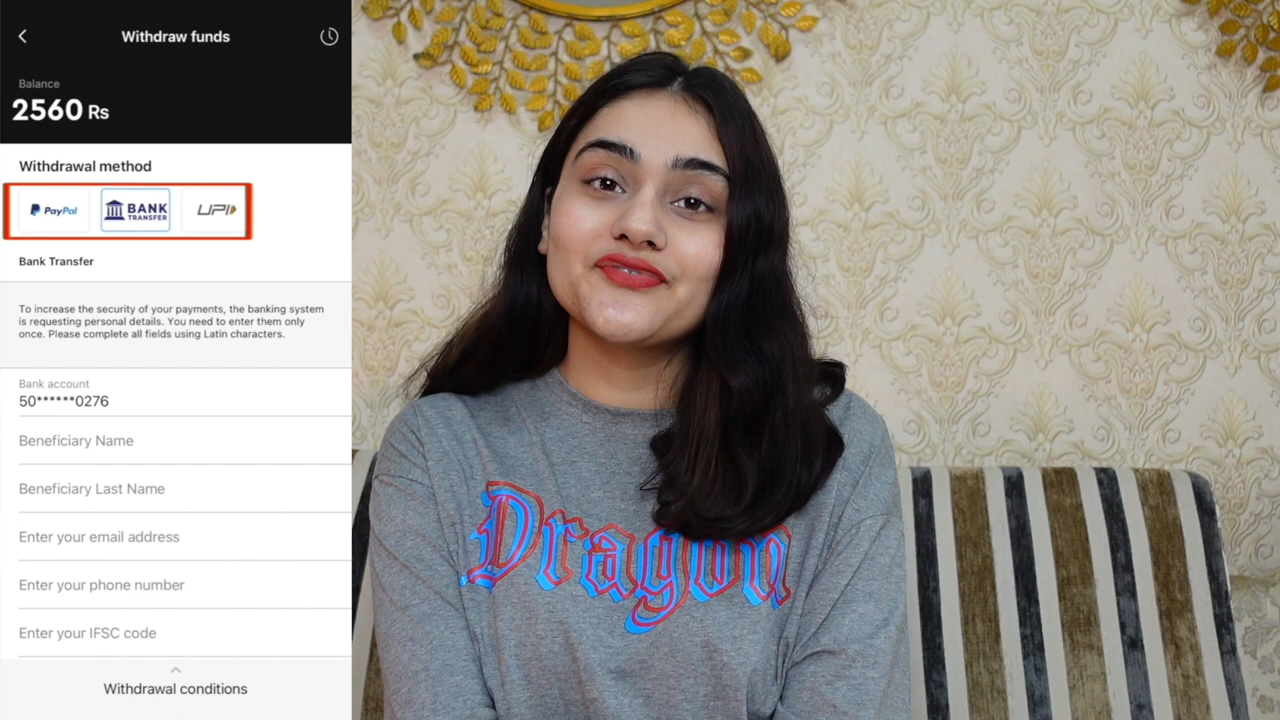 Withdraw funds
Balance
2560 Rs
Withdrawal method
PayPal
BANK
TRANSFER
UPI
Bank Transfer
To increase the security of your payments, the banking system
is requesting personal details. You need to enter them only
once. Please complete all fields using Latin characters.
Bank account
50******0276
Beneficiary Name
Beneficiary Last Name
Enter your email address
Enter your phone number
Enter your IFSC code
Withdrawal conditions
Dragon